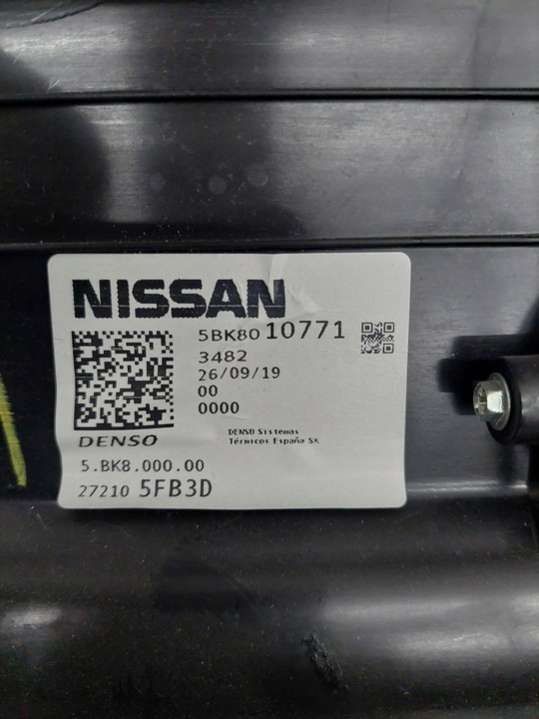 NISSAN
5BK80 10771
3482
26/09/19
00
0000
DENSO
DENSO Sistemas
Térmicos España SA
5.BK8.000.00
27210 5FB3D